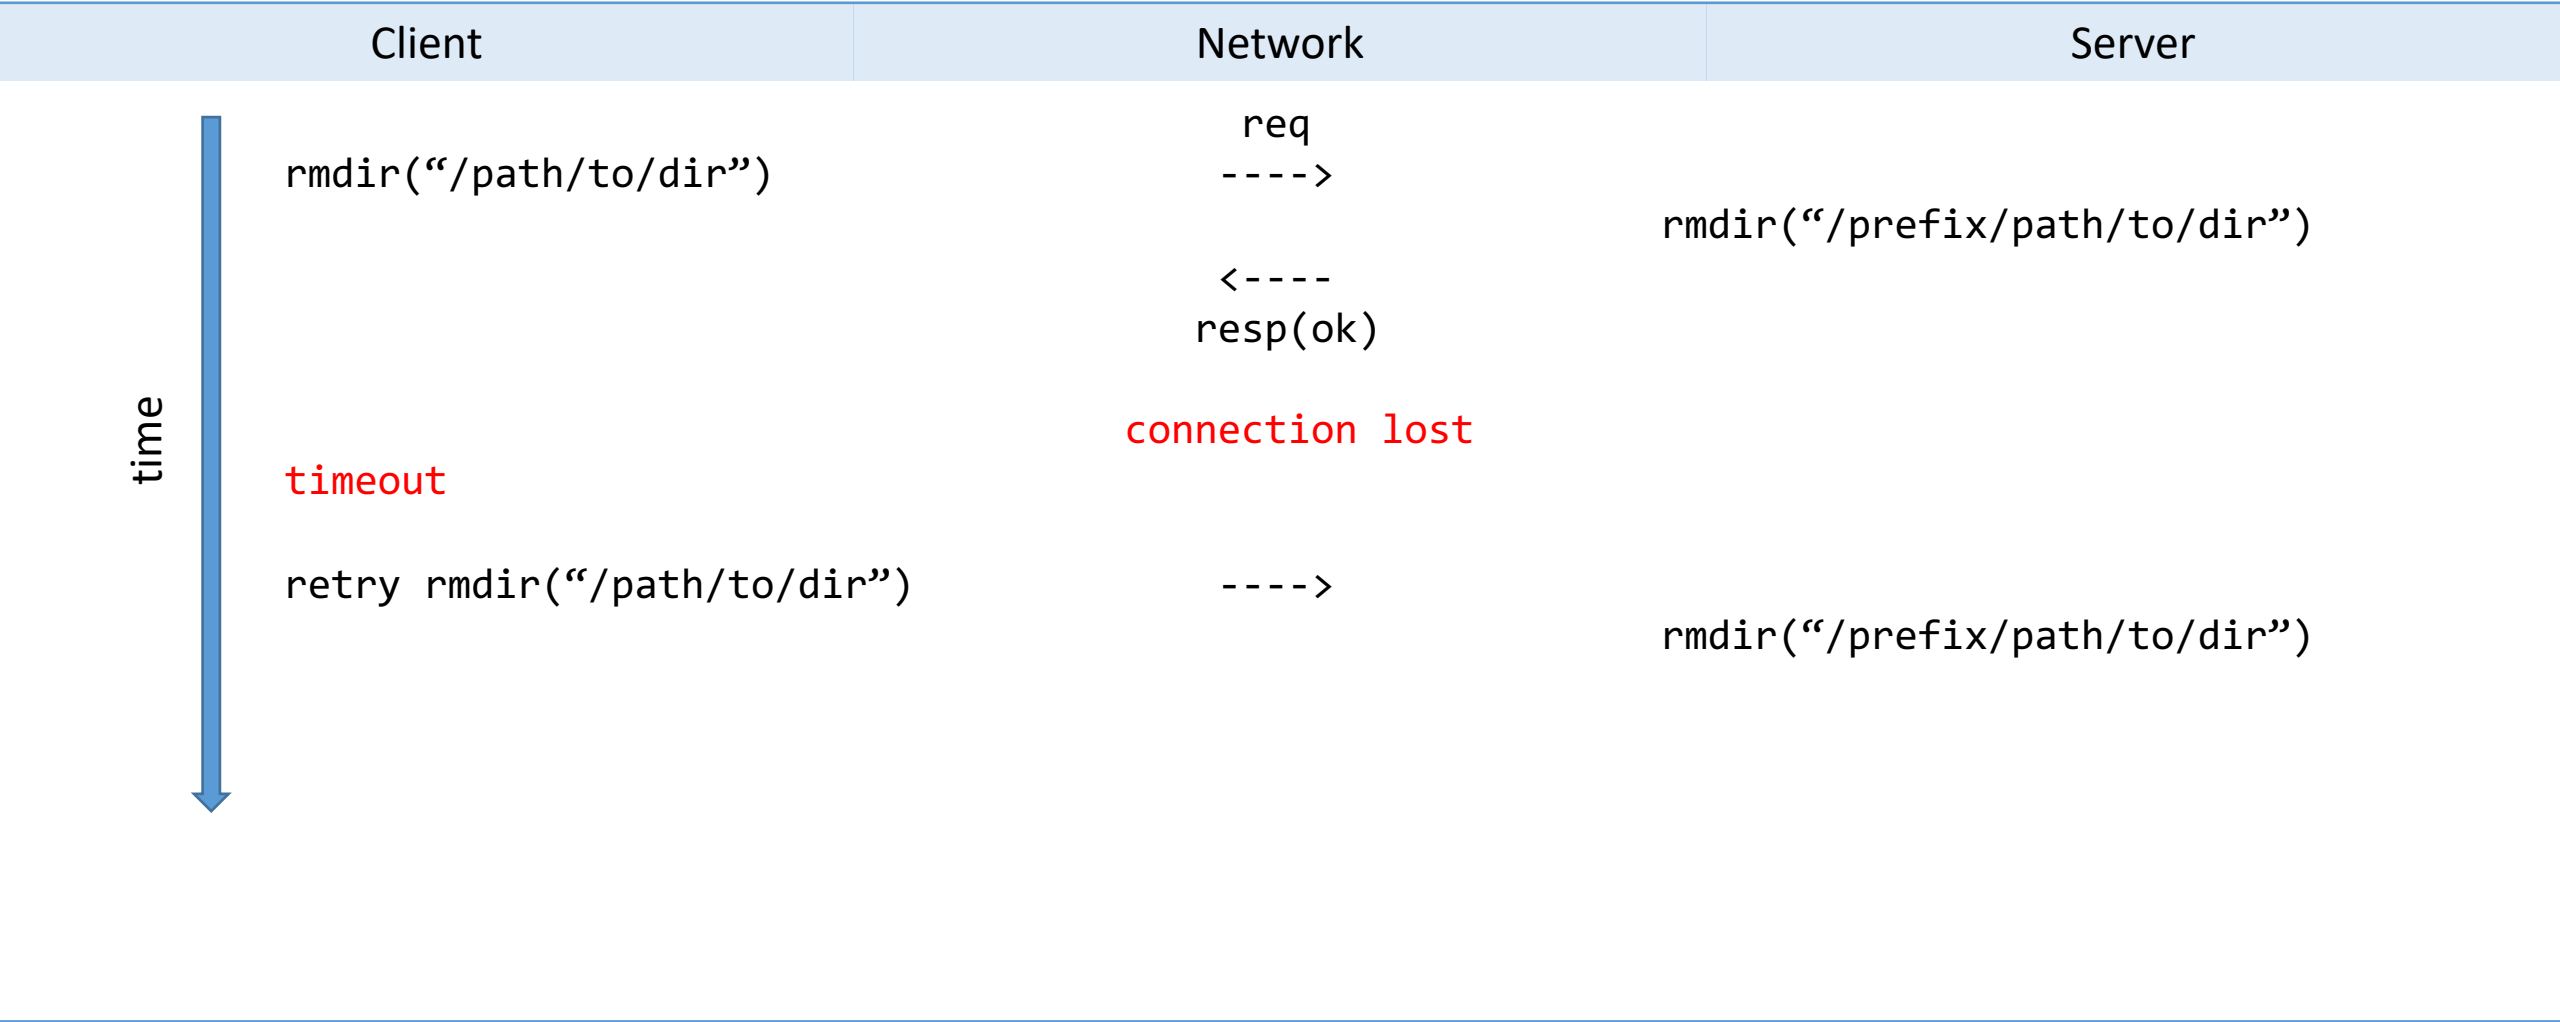 Client Network Server
req
rmdir(“/path/to/dir”) ---->
rmdir(“/prefix/path/to/dir”)
<----
resp(ok)
connection lost
timeout
retry rmdir(“/path/to/dir”) ---->
rmdir(“/prefix/path/to/dir”)
time